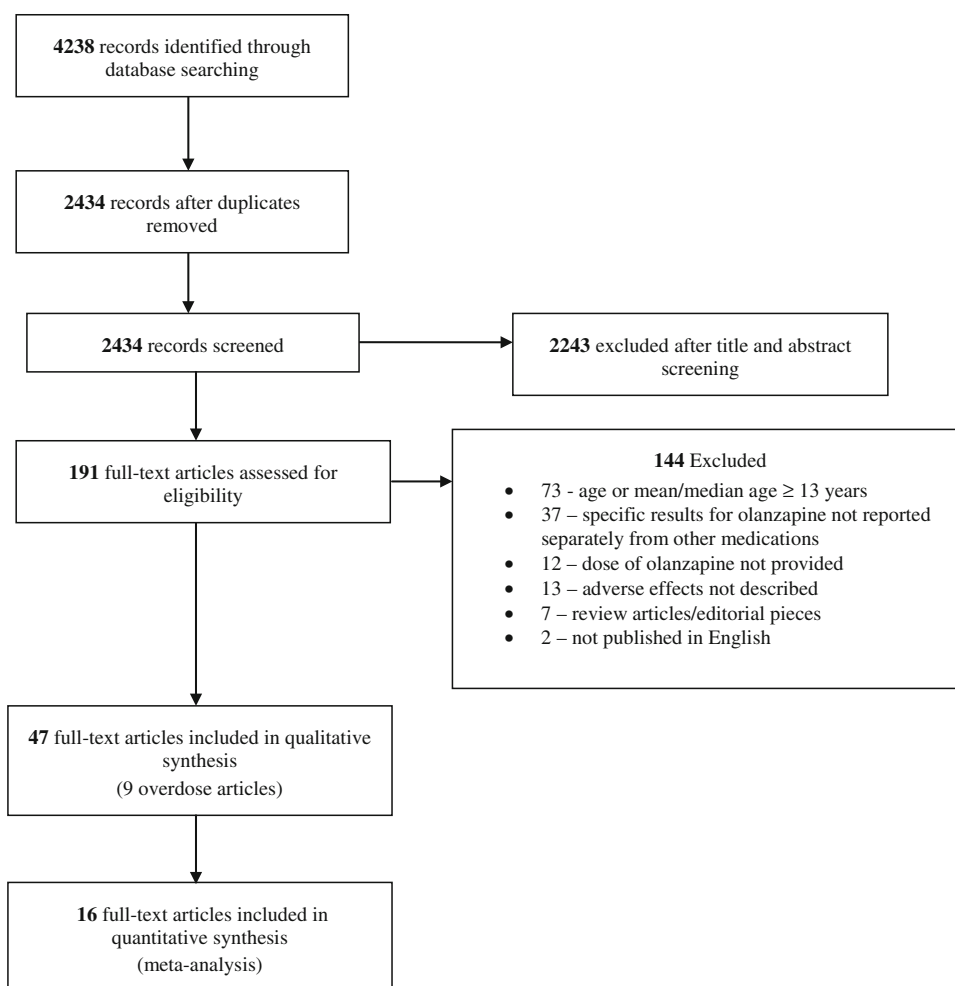 4238 records identified through
database searching
2434 records after duplicates
removed
2434 records screened
2243 excluded after title and abstract
screening
191 full-text articles assessed for
eligibility
144 Excluded
• 73 - age or mean/median age ≥ 13 years
• 37 – specific results for olanzapine not reported
separately from other medications
• 12 – dose of olanzapine not provided
• 13 – adverse effects not described
• 7 – review articles/editorial pieces
• 2 – not published in English
47 full-text articles included in qualitative
synthesis
(9 overdose articles)
16 full-text articles included in
quantitative synthesis
(meta-analysis)